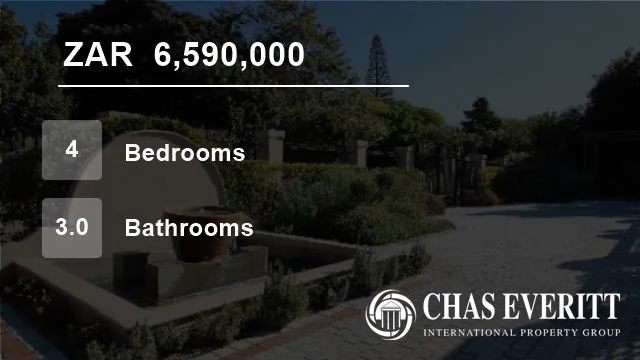 ZAR 6,590,000
4 Bedrooms
3.0 Bathrooms
CHAS EVERITT
INTERNATIONAL PROPERTY GROUP